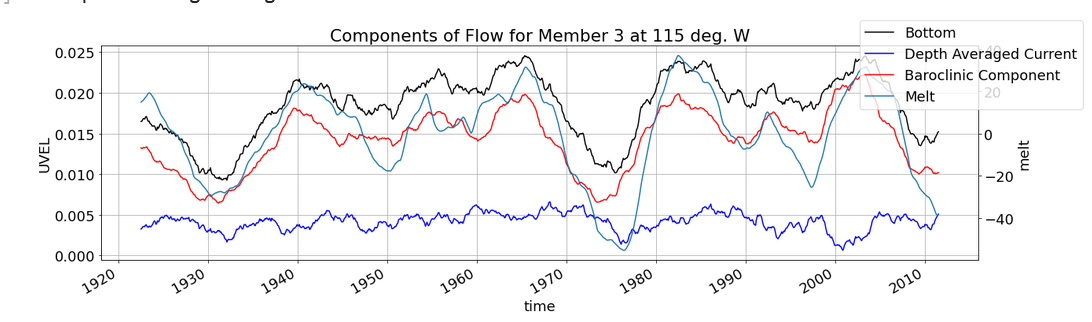 Components of Flow for Member 3 at 115 deg. W
Bottom
Depth Averaged Current
Baroclinic Component
Melt
UVEL
0.025
0.020
0.015
0.010
0.005
0.000
40
20
0
−20
−40
melt
1920 1930 1940 1950 1960 1970 1980 1990 2000 2010
time